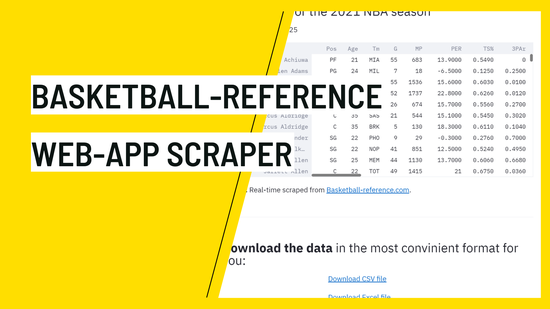 or the 2021 NBA season
25
Pos Age Tm G MP PER TSN 3PAr
Achiuwa PF 21 MIA 55 683 13.9000 0.5490 0
en Adams PG 24 MIL 7 18 -6.5000 0.1250 0.2500
55 1536 15.6000 0.6030 0.0100
BASKETBALL-REFERENCE
52 1737 22.8000 0.6260 0.0120
26 674 15.7000 0.5560 0.2700
cus Aldridge C 35 SAS 21 544 15.1000 0.5450 0.3020
Aldridge C 35 BRK 5 130 18.3000 0.6110 0.1040
nder SG 22 PHO 9 29 -0.3000 0.2760 0.7000
WEB-APP SCRAPER
SG 22 NOP 41 851 12.5000 0.5240 0.4950
llen SG 25 MEM 44 1130 13.7000 0.6060 0.6680
llen C 22 TOT 49 1415 21 0.6750 0.0360
Real-time scraped from Basketball-reference.com.
ownload the data in the most convinient format for
ou:
Download CSV file
Download Excel file